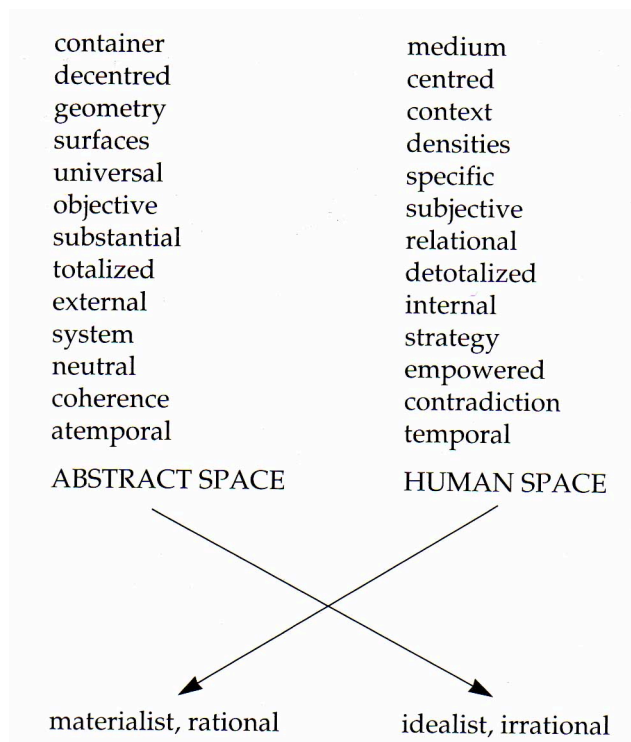 container
decentred
geometry
surfaces
universal
objective
substantial
totalized
external
system
neutral
coherence
atemporal
ABSTRACT SPACE
medium
centred
context
densities
specific
subjective
relational
detotalized
internal
strategy
empowered
contradiction
temporal
HUMAN SPACE
materialist, rational
idealist, irrational